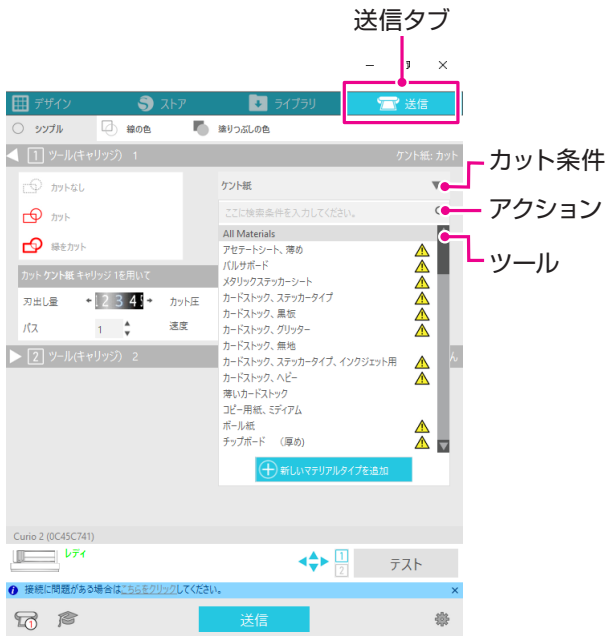 送信タブ
デザイン
ストア
ライブラリ
送信
シンプル
線の色
塗りつぶしの色
1 ツール(キャリッジ) 1
ケント紙: カット
カットなし
カット
縁をカット
ケント紙
ここに検索条件を入力してください。
カット条件
アクション
ツール
All Materials
アセテートシート、薄め
バルサボード
メタリックステッカーシート
カードストック、ステッカータイプ
カードストック、黒板
カードストック、グリッター
カードストック、無地
カードストック、ステッカータイプ、インクジェット用
カードストック、ヘビー
薄いカードストック
コピー用紙、ミディアム
ボール紙
チップボード (厚め)
新しいマテリアルタイプを追加
カット ケント紙 キャリッジ 1を用いて
刃出し量
2 3 4
カット圧
パス
1
速度
2 ツール(キャリッジ) 2
ん
Curio 2 (0C45C741)
レディ
1
2
テスト
接続に問題がある場合はこちらをクリックしてください。
送信